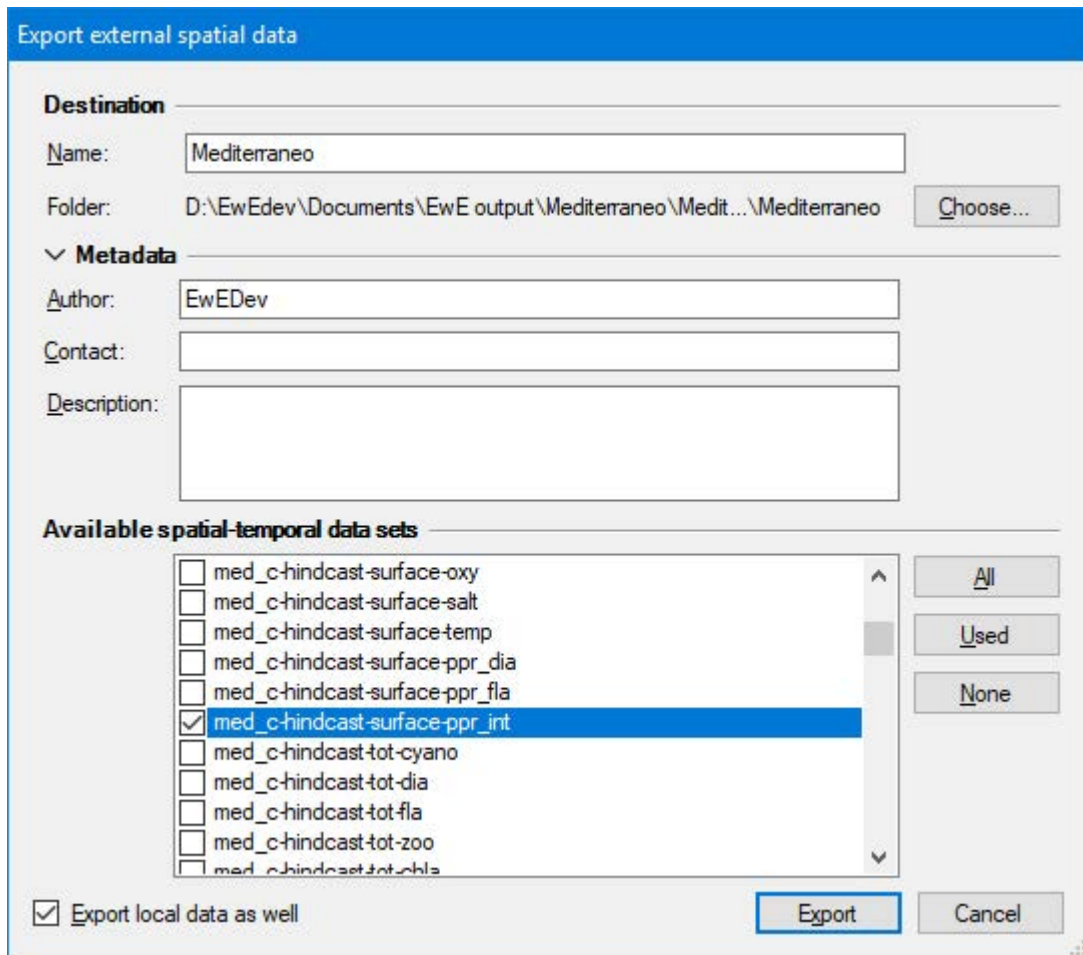 Export external spatial data
Destination
Name: Mediterraneo
Folder: D:\EwEdev\Documents\EwE output\Mediterraneo\Medit...\Mediterraneo Choose...
Metadata
Author: EwEDev
Contact:
Description:
Available spatial-temporal data sets
med_c-hindcast-surface-oxy All
med_c-hindcast-surface-salt
med_c-hindcast-surface-temp Used
med_c-hindcast-surface-ppr_dia
med_c-hindcast-surface-ppr_fla None
med_c-hindcast-surface-ppr_int
med_c-hindcast-tot-cyano
med_c-hindcast-tot-dia
med_c-hindcast-tot-fla
med_c-hindcast-tot-zoo
med_c-hindcast-tot-chla
Export local data as well Export Cancel